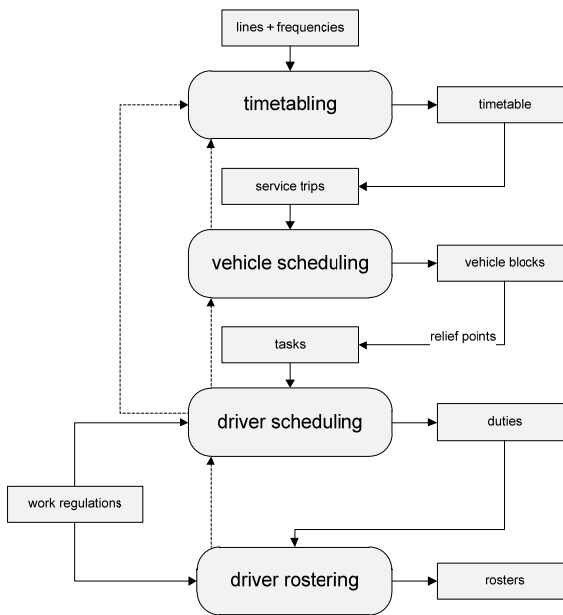 lines + frequencies
timetabling
timetable
service trips
vehicle scheduling
vehicle blocks
relief points
tasks
driver scheduling
duties
work regulations
driver rostering
rosters